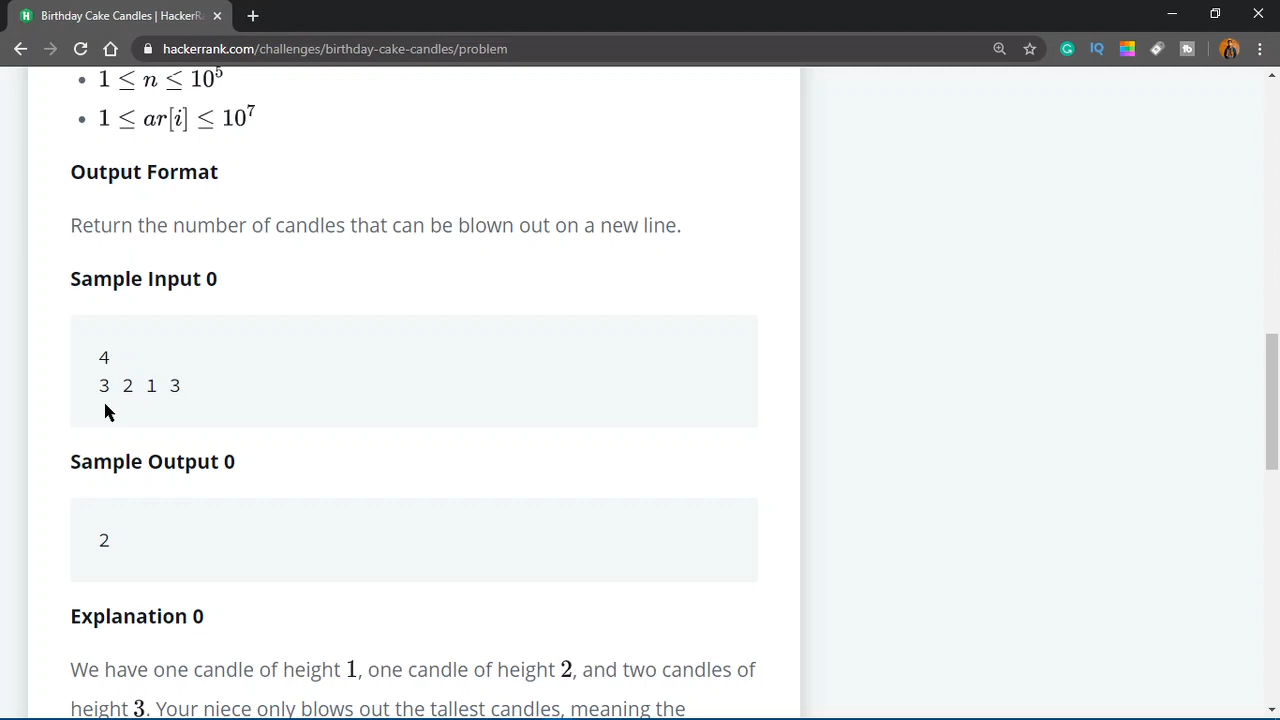 Birthday Cake Candles | HackerR
hackerrank.com/challenges/birthday-cake-candles/problem
IQ
• 1 ≤ n ≤ 10⁵
• 1 ≤ ar[i] ≤ 10⁷
Output Format
Return the number of candles that can be blown out on a new line.
Sample Input 0
4
3 2 1 3
Sample Output 0
2
Explanation 0
We have one candle of height 1, one candle of height 2, and two candles of
height 3. Your niece only blows out the tallest candles, meaning the